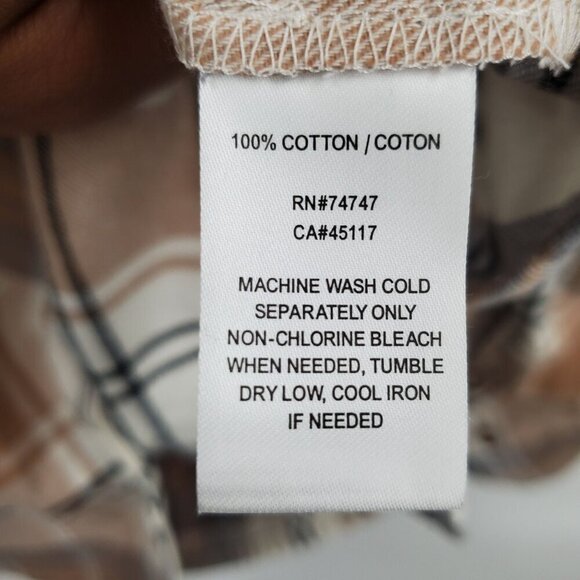 100% COTTON / COTON
RN#74747
CA#45117
MACHINE WASH COLD
SEPARATELY ONLY
NON-CHLORINE BLEACH
WHEN NEEDED, TUMBLE
DRY LOW, COOL IRON
IF NEEDED